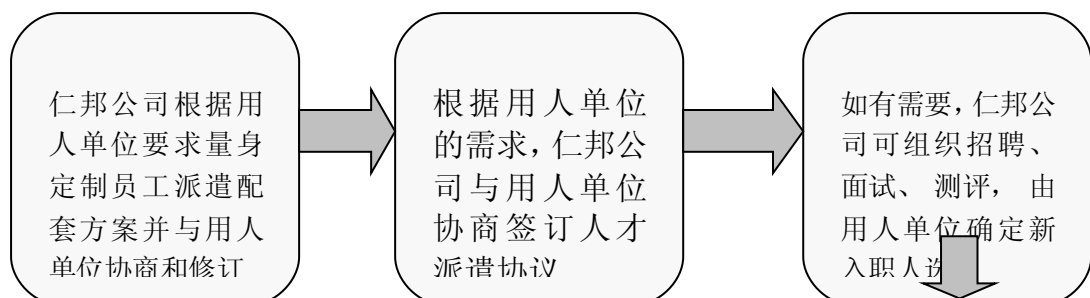 仁邦公司根据用
人单位要求量身
定制员工派遣配
套方案并与用人
单位协商和修订
根据用人单位
的需求,仁邦公
司与用人单位
协商签订人才
派遣协议
如有需要,仁邦公
司可组织招聘、
面试、 测评, 由
用人单位确定新
入职人选